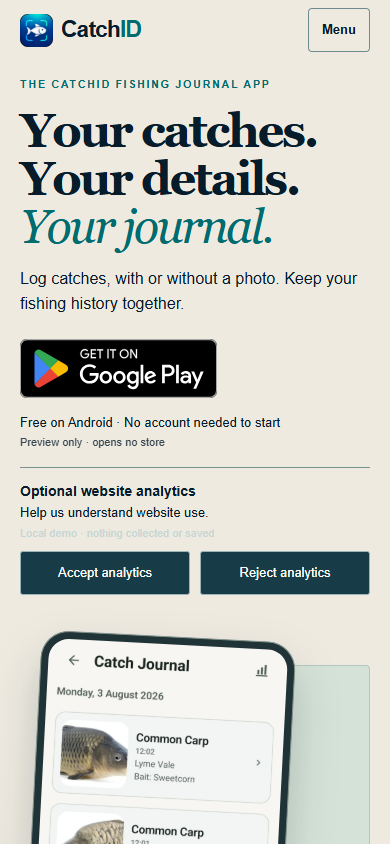 CatchID
Menu
THE CATCHID FISHING JOURNAL APP
Your catches.
Your details.
Your journal.
Log catches, with or without a photo. Keep your
fishing history together.
GET IT ON
Google Play
Free on Android · No account needed to start
Preview only · opens no store
Optional website analytics
Help us understand website use.
Local demo · nothing collected or saved
Accept analytics
Reject analytics
Catch Journal
Monday, 3 August 2026
Common Carp
12:02
Lyme Vale
Bait: Sweetcorn
Common Carp
12:01